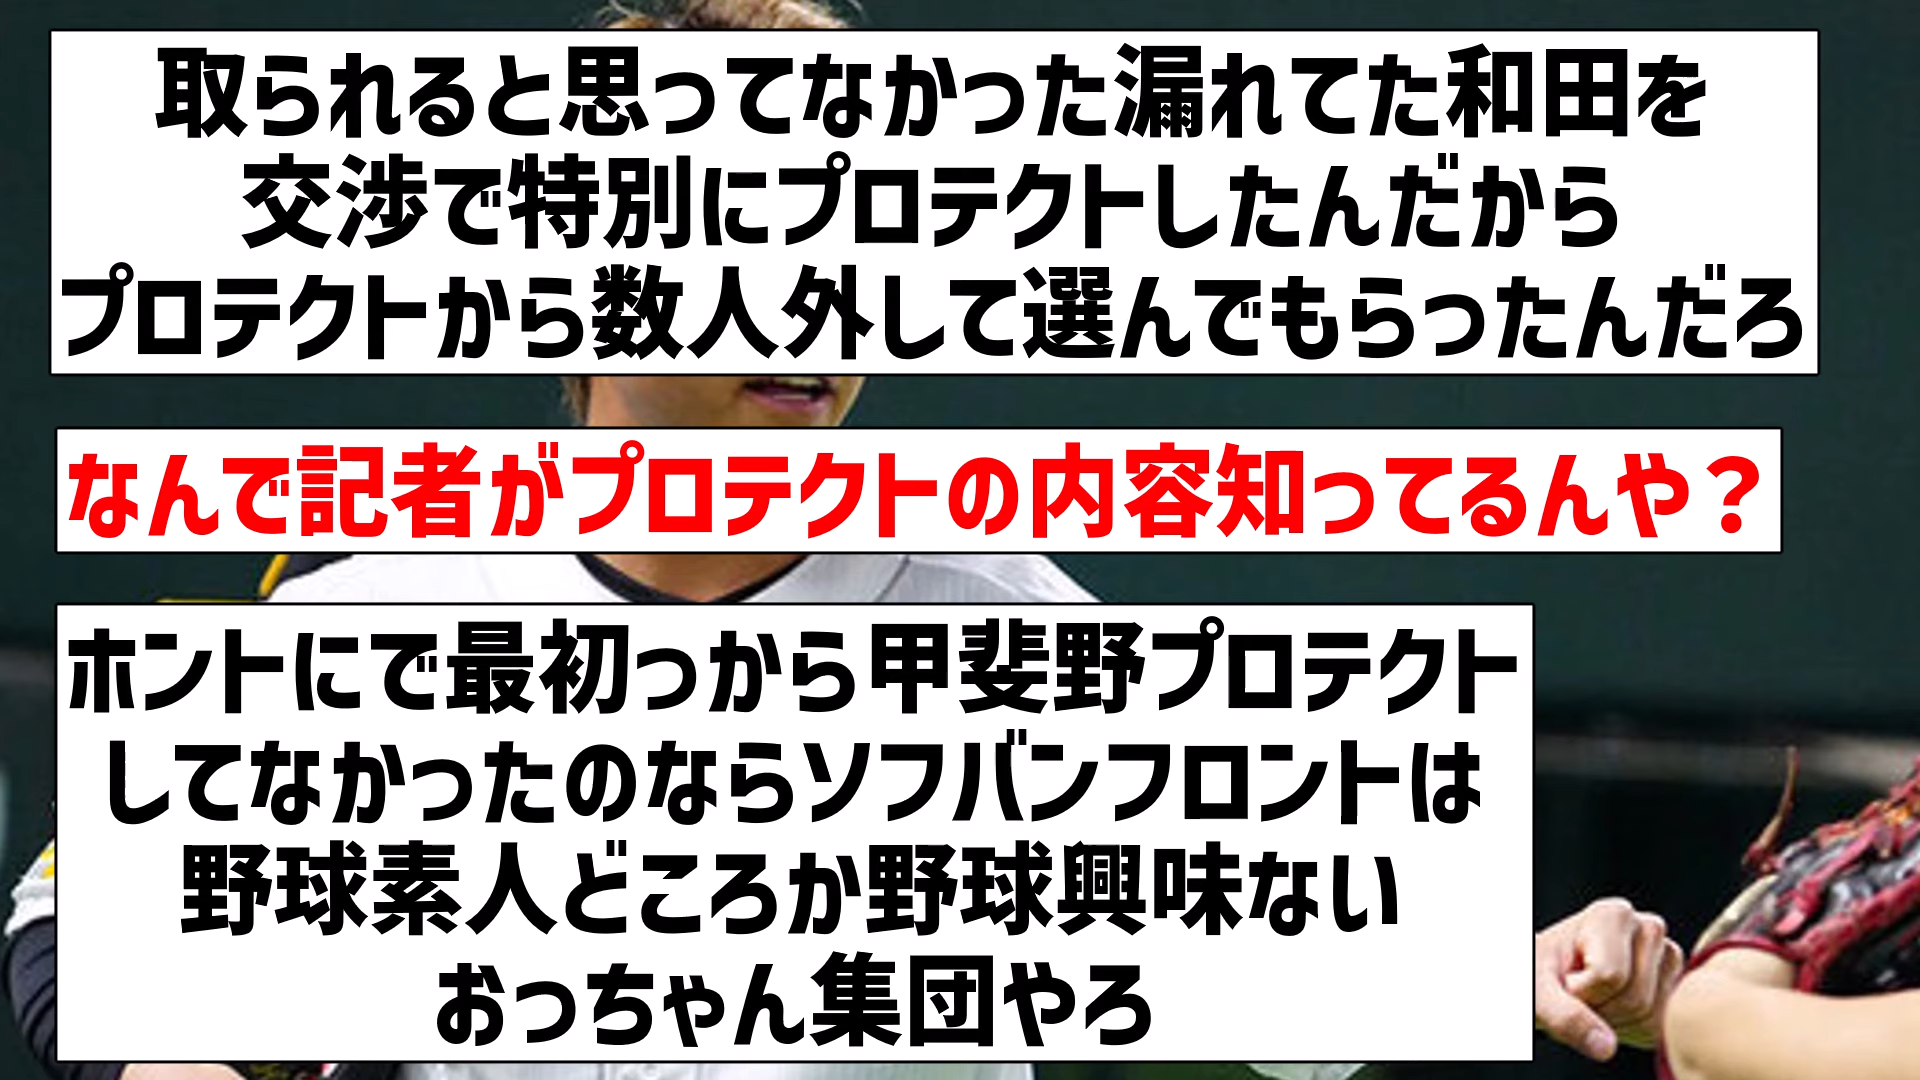 取られると思ってなかった漏れてた和田を
交渉で特別にプロテクトしたんだから
プロテクトから数人外して選んでもらったんだろ
なんで記者がプロテクトの内容知ってるんや？
ホントにで最初っから甲斐野プロテクト
してなかったのならソフバンフロントは
野球素人どころか野球興味ない
おっちゃん集団やろ